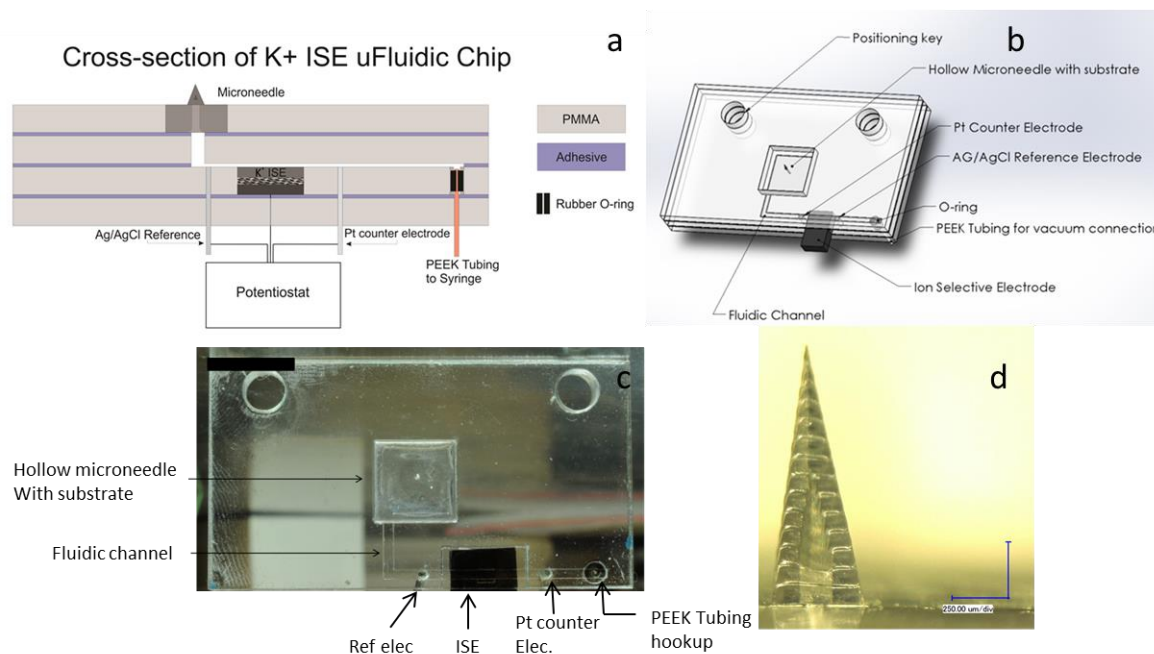 a
Cross-section of K+ ISE uFluidic Chip
Microneedle
PMMA
Adhesive
Rubber O-ring
K+ ISE
Ag/AgCl Reference
Pt counter electrode
PEEK Tubing
to Syringe
Potentiostat
b
Positioning key
Hollow Microneedle with substrate
Pt Counter Electrode
AG/AgCl Reference Electrode
O-ring
PEEK Tubing for vacuum connection
Ion Selective Electrode
Fluidic Channel
c
Hollow microneedle
With substrate
Fluidic channel
Ref elec
ISE
Pt counter
Elec.
PEEK Tubing
hookup
d
250.00 um/div